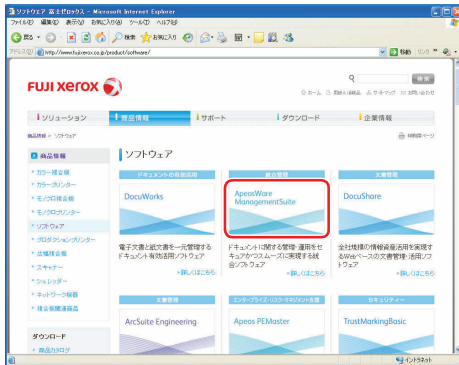 ソフトウェア 富士ゼロックス - Microsoft Internet Explorer
ファイル(F) 編集(E) 表示(V) お気に入り(A) ツール(T) ヘルプ(H)
戻る 検索 お気に入り
アドレス(D) http://www.fujixerox.co.jp/product/software/ 移動 リンク
FUJI XEROX
検索
ホーム サイトマップ お問い合わせ
ソリューション 商品情報 サポート ダウンロード 企業情報
商品情報 > ソフトウェア 印刷用ページ
商品情報 ソフトウェア
カラー複合機
カラープリンター
モノクロ複合機
モノクロプリンター
ソフトウェア
プロダクションプリンター
広幅複合機
スキャナー
シュレッダー
ネットワーク機器
複合機関連商品
ダウンロード
商品カタログ
ドキュメントの有効活用
DocuWorks
電子文書と紙文書を一元管理する
ドキュメント有効活用ソフトウェア
詳しくはこちら
統合管理
ApeosWare
ManagementSuite
ドキュメントに関する管理・運用をセ
キュアかつスムーズに実現する統
合ソフトウェア
詳しくはこちら
文書管理
DocuShare
全社規模の情報資産活用を実現す
るWebベースの文書管理・活用ソフ
トウェア
詳しくはこちら
文書管理
ArcSuite Engineering
エンタープライズ・リスク・マネジメント支援
Apeos PEMaster
セキュリティー
TrustMarkingBasic
インターネット